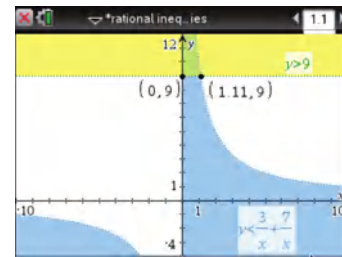 *rational ineq...ies 1.1
12 y
y>9
(0,9) (1.11,9)
1
-10 1 10
y<3/x+7/x
-4